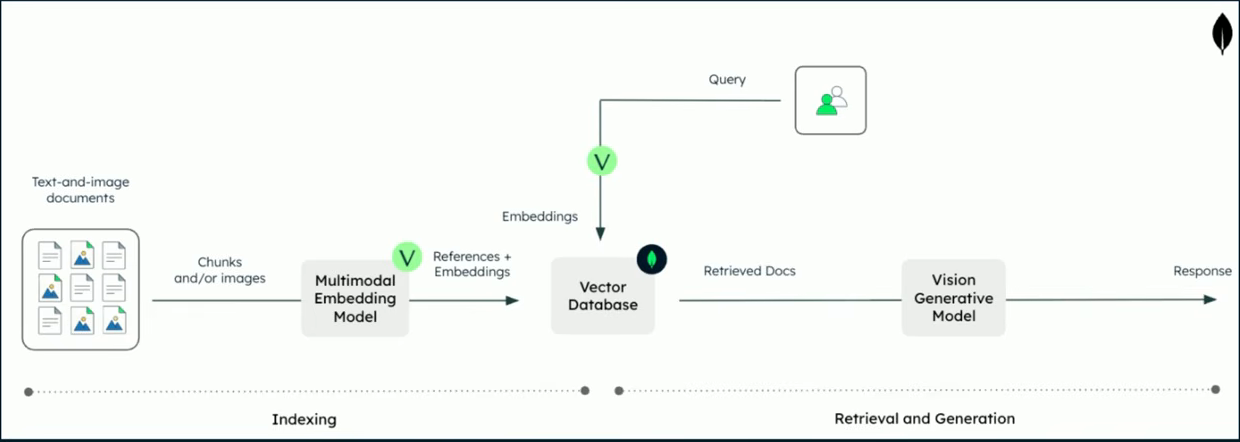 Query
V
Text-and-image
documents
Embeddings
Chunks
and/or images
V
References +
Embeddings
Multimodal
Embedding
Model
Vector
Database
Retrieved Docs
Vision
Generative
Model
Response
Indexing
Retrieval and Generation